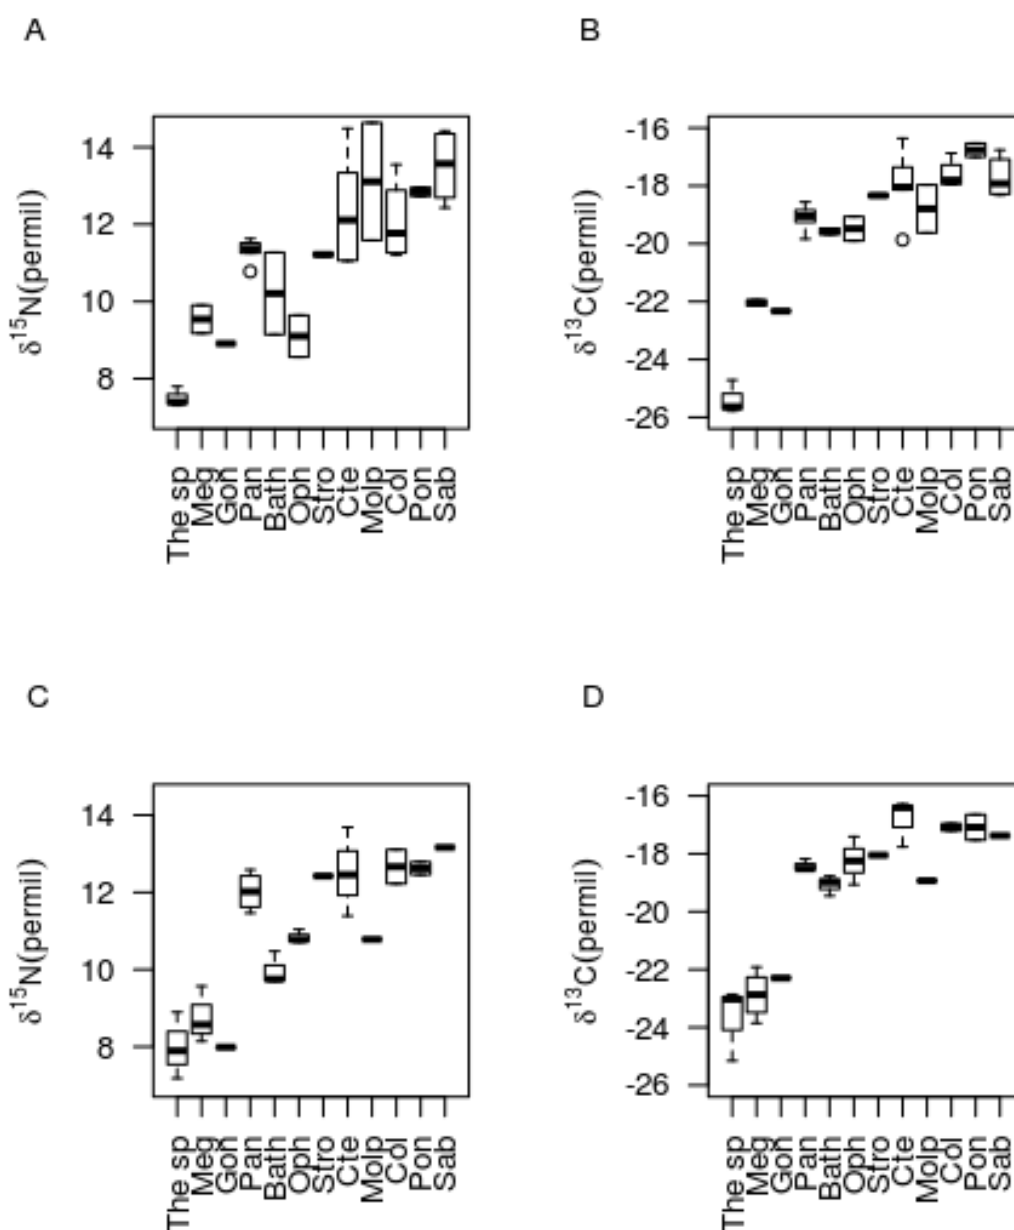 A
B
δ15N(permil)
14
12
10
8
The sp
Meg
Goñ
Pan
Bath
Oph
Stro
Cte
Molp
Col
Pon
Sab
δ13C(permil)
-16
-18
-20
-22
-24
-26
The sp
Meg
Goñ
Pan
Bath
Oph
Stro
Cte
Molp
Col
Pon
Sab
C
D
δ15N(permil)
14
12
10
8
The sp
Meg
Goñ
Pan
Bath
Oph
Stro
Cte
Molp
Col
Pon
Sab
δ13C(permil)
-16
-18
-20
-22
-24
-26
The sp
Meg
Goñ
Pan
Bath
Oph
Stro
Cte
Molp
Col
Pon
Sab